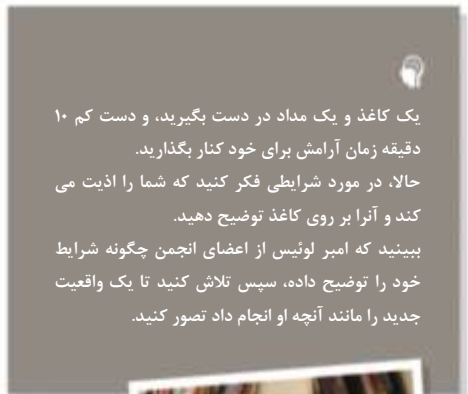 یک کاغذ و یک مداد در دست بگیرید، و دست کم ۱۰
دقیقه زمان آرامش برای خود کنار بگذارید.
حالا، در مورد شرایطی فکر کنید که شما را اذیت می
کند و آنرا بر روی کاغذ توضیح دهید.
ببینید که امبر لوئیس از اعضای انجمن چگونه شرایط
خود را توضیح داده، سپس تلاش کنید تا یک واقعیت
جدید را مانند آنچه او انجام داد تصور کنید.